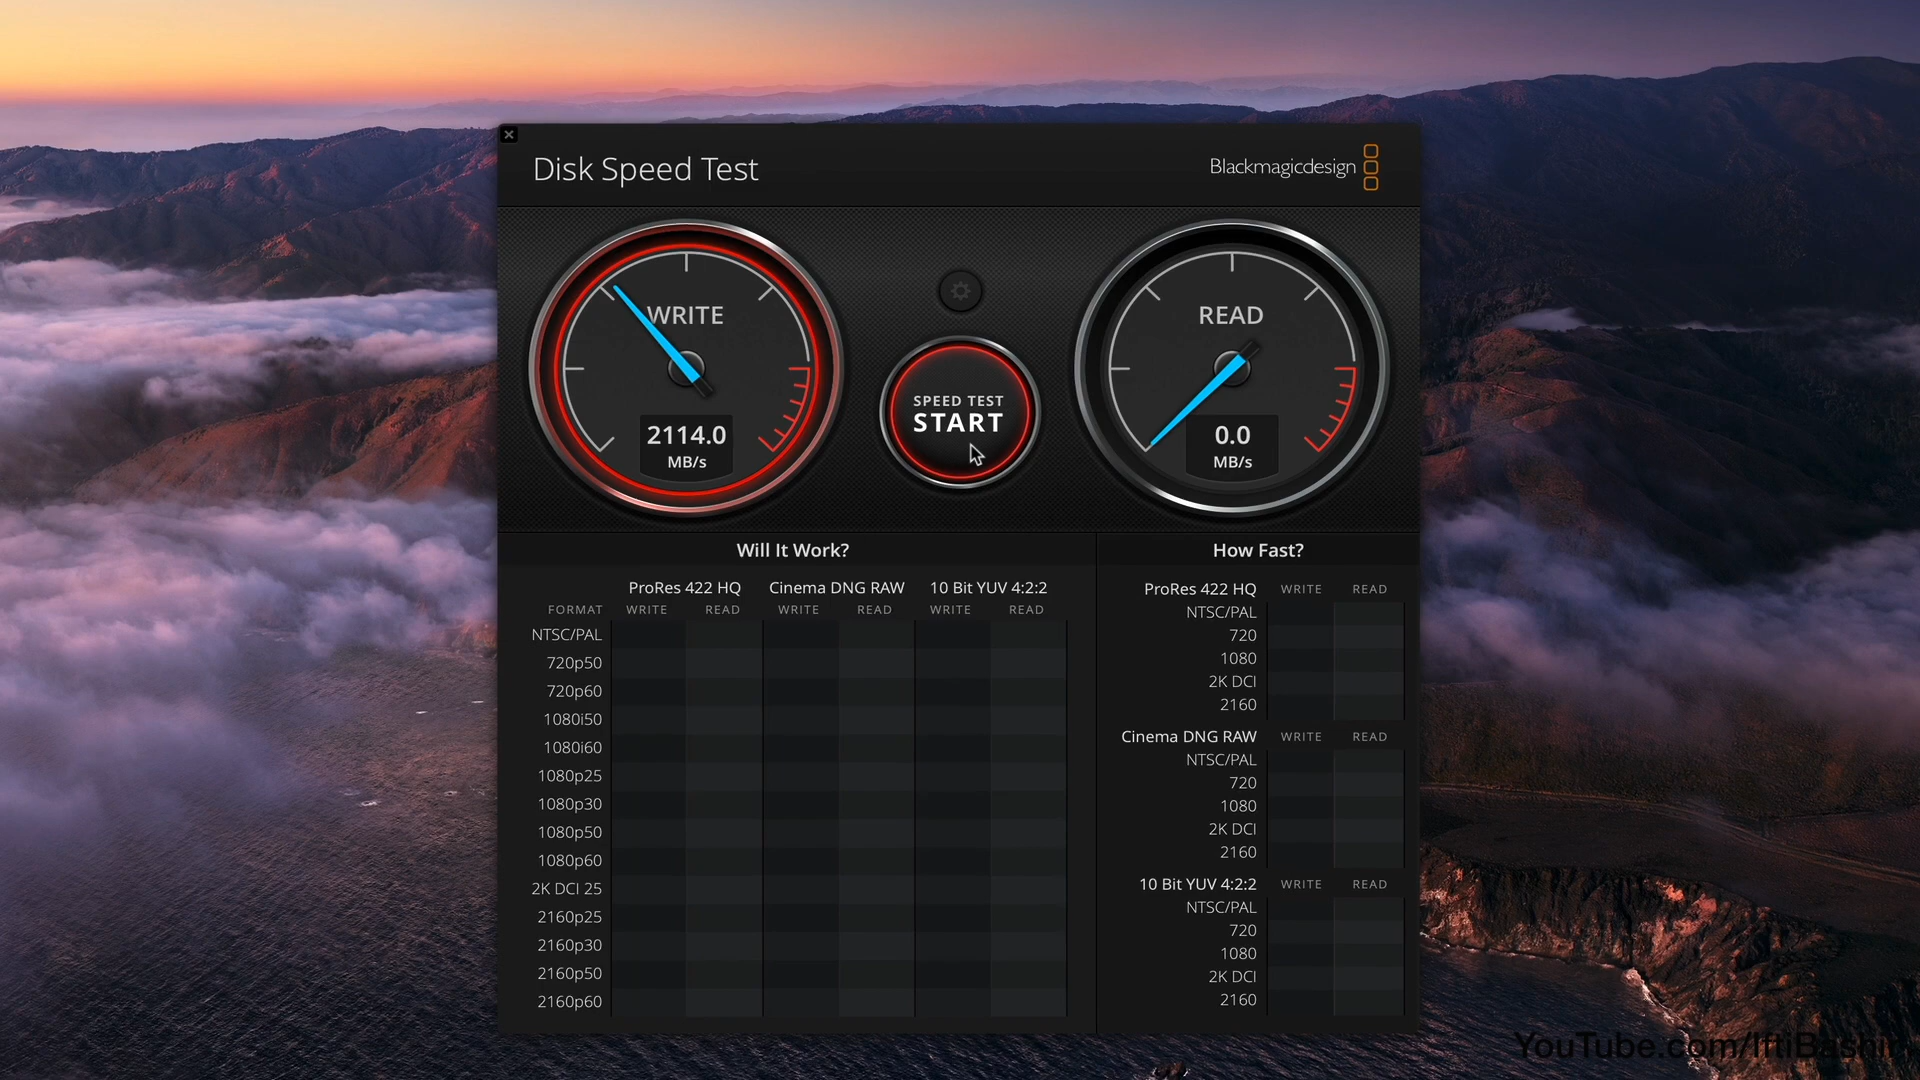 Disk Speed Test
Blackmagicdesign
WRITE
2114.0
MB/s
SPEED TEST
START
READ
0.0
MB/s
Will It Work?
ProRes 422 HQ Cinema DNG RAW 10 Bit YUV 4:2:2
FORMAT WRITE READ WRITE READ WRITE READ
NTSC/PAL
720p50
720p60
1080i50
1080i60
1080p25
1080p30
1080p50
1080p60
2K DCI 25
2160p25
2160p30
2160p50
2160p60
How Fast?
ProRes 422 HQ WRITE READ
NTSC/PAL
720
1080
2K DCI
2160
Cinema DNG RAW WRITE READ
NTSC/PAL
720
1080
2K DCI
2160
10 Bit YUV 4:2:2 WRITE READ
NTSC/PAL
720
1080
2K DCI
2160
YouTube.com/IftiBashir